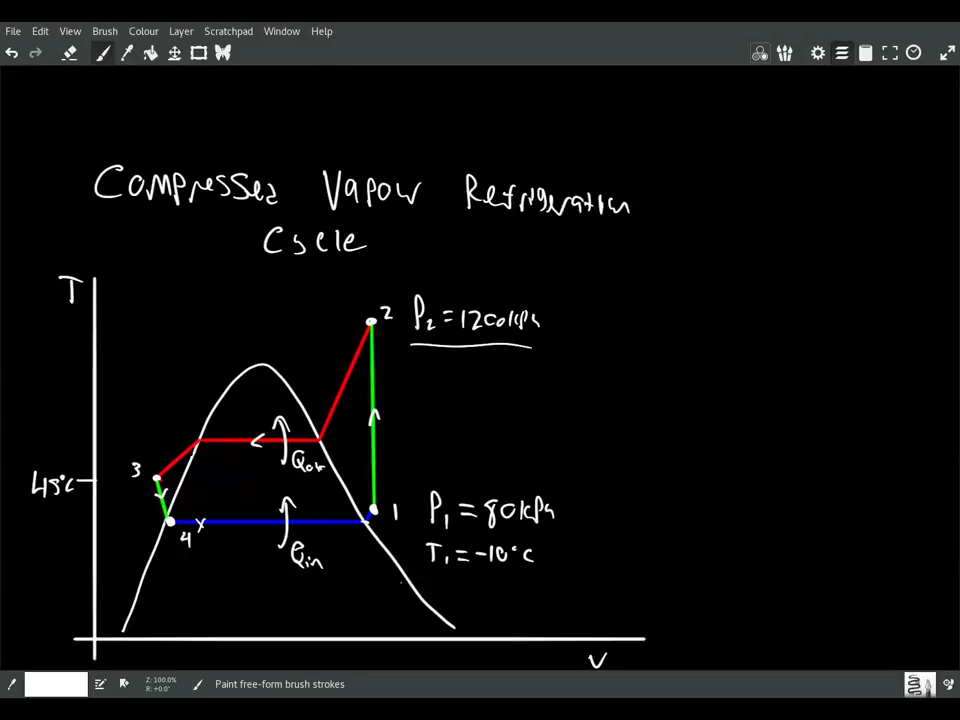 File Edit View Brush Colour Layer Scratchpad Window Help
Compressed Vapour Refrigeration
Cycle
T
2 P₂ = 1200kPa
3 Qout
45°C
1 P₁ = 80kPa
4 x
Qin T₁ = -10°C
V
Z: 100.0%
R: +0.0°
Paint free-form brush strokes